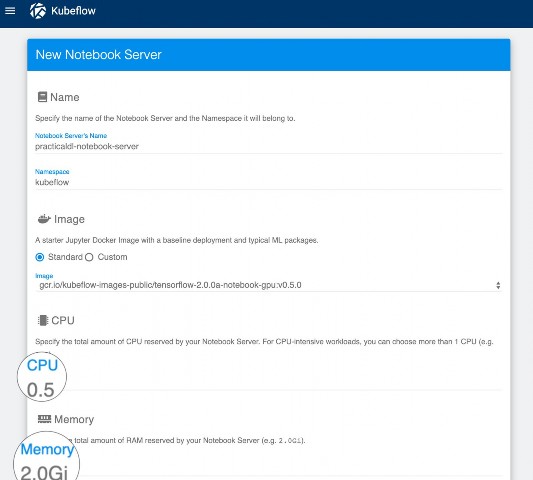 Kubeflow
New Notebook Server
Name
Specify the name of the Notebook Server and the Namespace it will belong to.
Notebook Server's Name
practicaldl-notebook-server
Namespace
kubeflow
Image
A starter Jupyter Docker Image with a baseline deployment and typical ML packages.
Standard Custom
Image
gcr.io/kubeflow-images-public/tensorflow-2.0.0a-notebook-gpu:v0.5.0
CPU
Specify the total amount of CPU reserved by your Notebook Server. For CPU-intensive workloads, you can choose more than 1 CPU (e.g.
CPU
0.5
Memory
total amount of RAM reserved by your Notebook Server (e.g. 2.0Gi).
Memory
2.0Gi